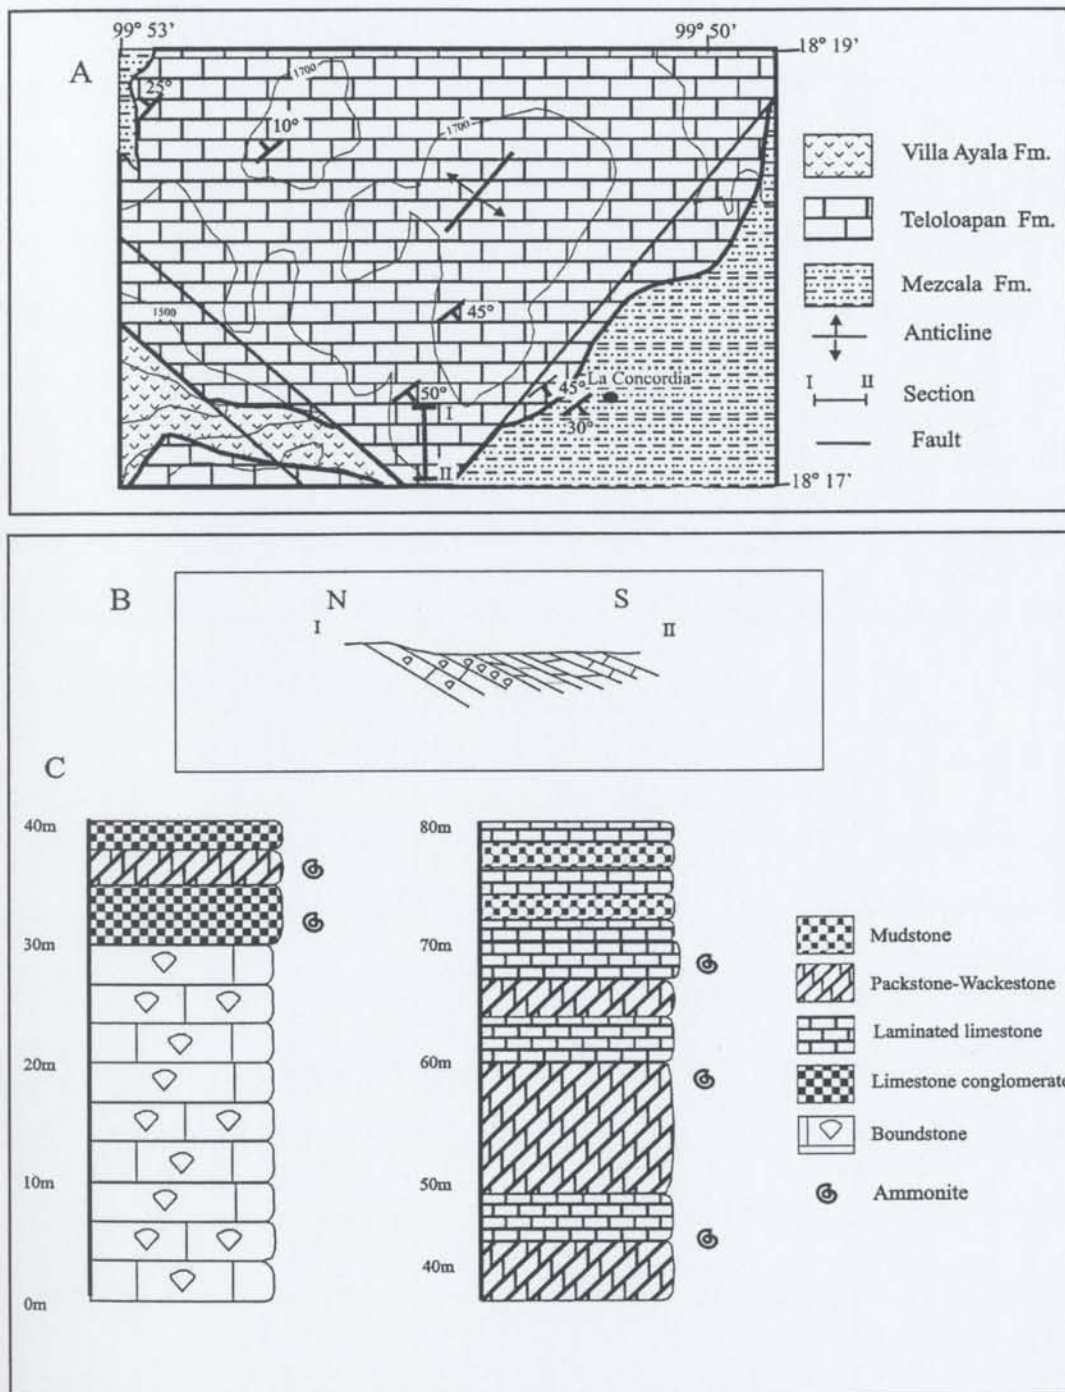 99° 53’
99° 50’
18° 19’
A
1700
25°
10°
1700
Villa Ayala Fm.
Teloloapan Fm.
Mezcala Fm.
45°
1500
Anticline
50°
I
45°
La Concordia
30°
I II
Section
II
Fault
18° 17’
B
N
S
I
II
C
40m
30m
20m
10m
0m
80m
70m
60m
50m
40m
Mudstone
Packstone-Wackestone
Laminated limestone
Limestone conglomerate
Boundstone
Ammonite